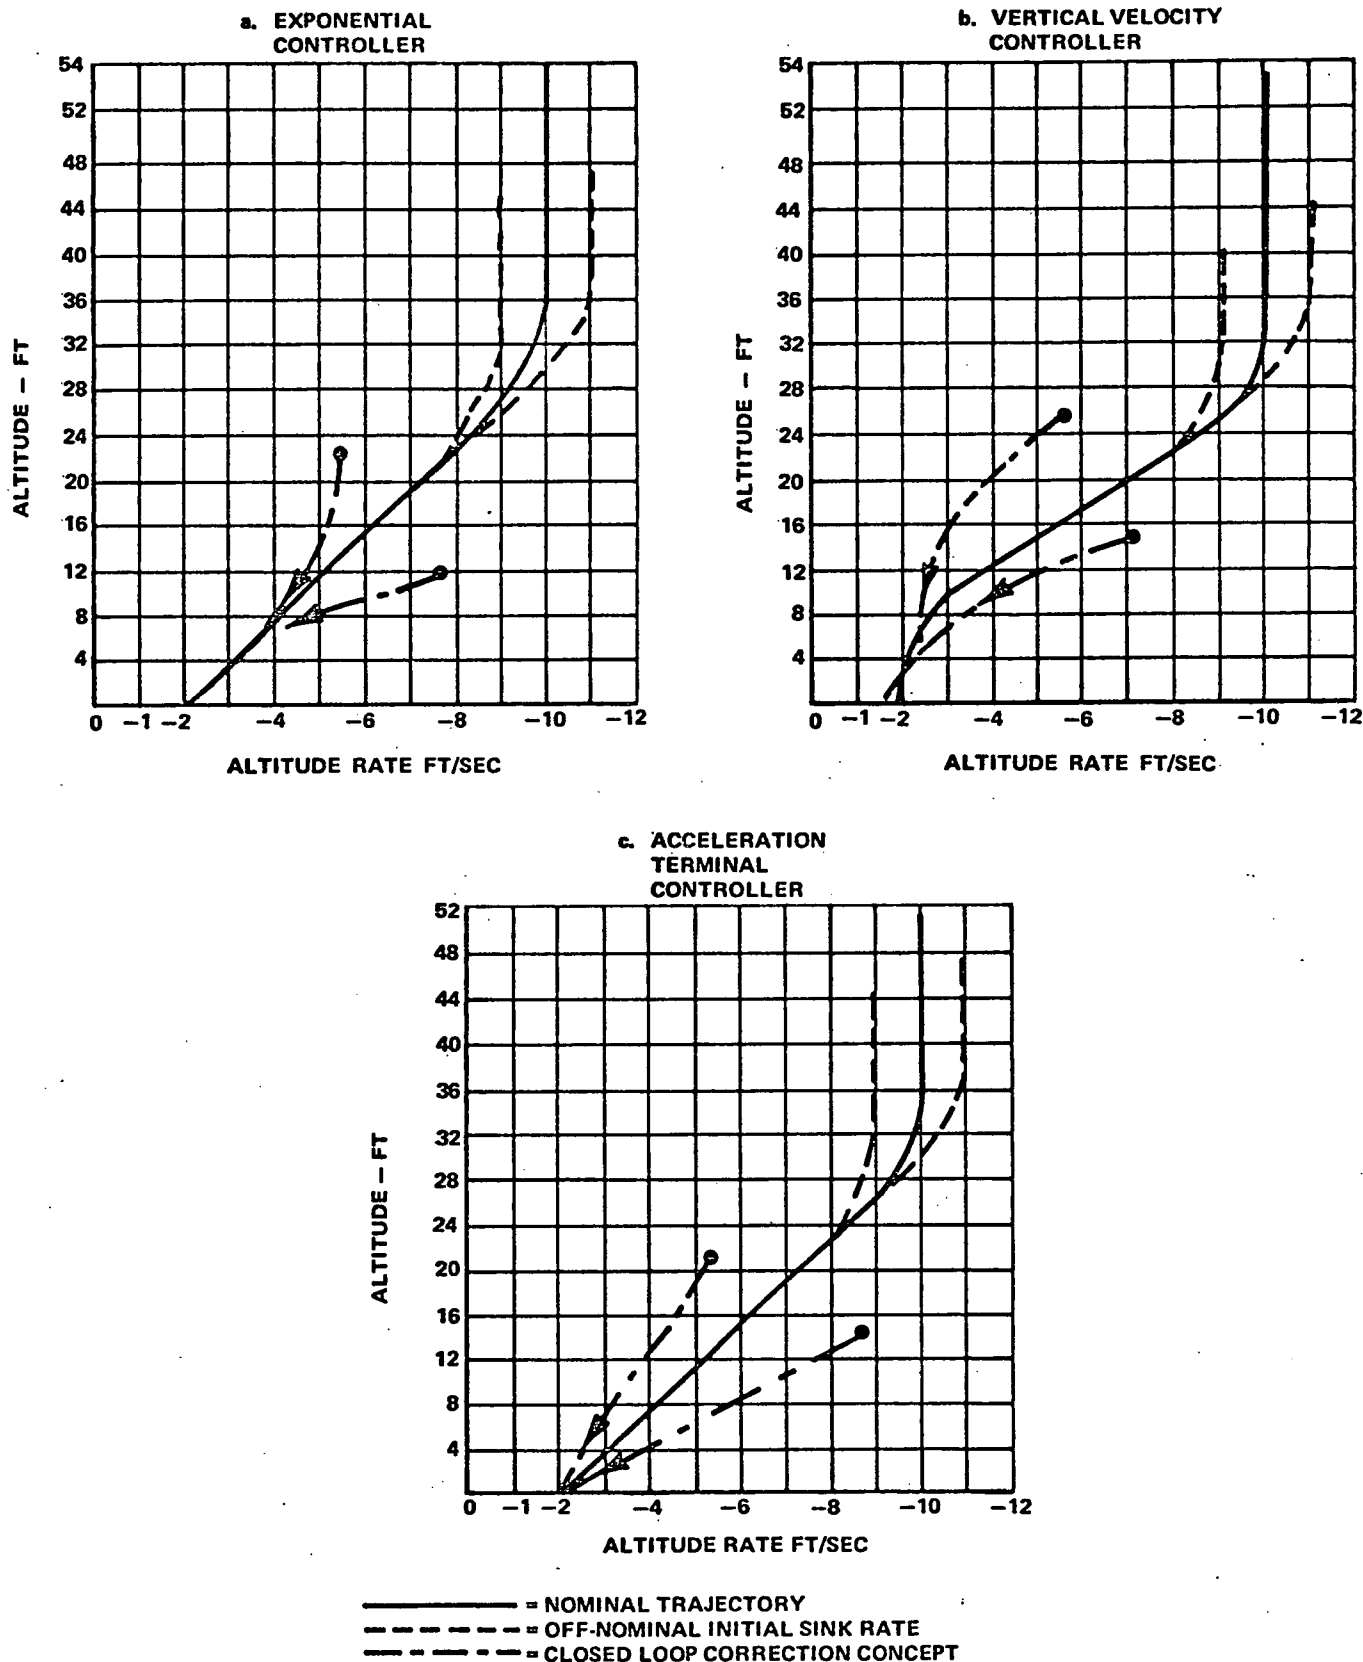 a. EXPONENTIAL
CONTROLLER
54
52
48
44
40
36
32
28
24
20
16
12
8
4
0 −1 −2 −4 −6 −8 −10 −12
ALTITUDE − FT
ALTITUDE RATE FT/SEC
b. VERTICAL VELOCITY
CONTROLLER
54
52
48
44
40
36
32
28
24
20
16
12
8
4
0 −1 −2 −4 −6 −8 −10 −12
ALTITUDE − FT
ALTITUDE RATE FT/SEC
c. ACCELERATION
TERMINAL
CONTROLLER
52
48
44
40
36
32
28
24
20
16
12
8
4
0 −1 −2 −4 −6 −8 −10 −12
ALTITUDE − FT
ALTITUDE RATE FT/SEC
= NOMINAL TRAJECTORY
= OFF-NOMINAL INITIAL SINK RATE
= CLOSED LOOP CORRECTION CONCEPT